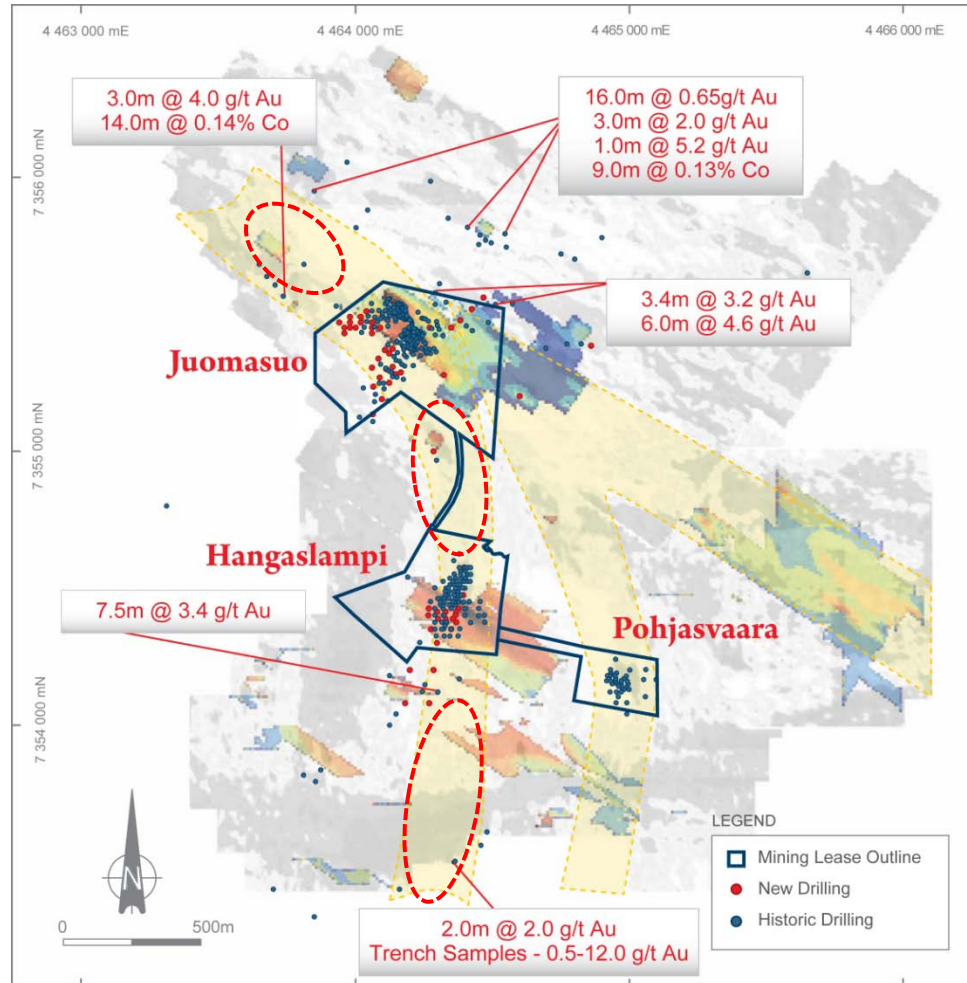 4 463 000 mE
4 464 000 mE
4 465 000 mE
4 466 000 mE
3.0m @ 4.0 g/t Au
14.0m @ 0.14% Co
16.0m @ 0.65g/t Au
3.0m @ 2.0 g/t Au
1.0m @ 5.2 g/t Au
9.0m @ 0.13% Co
7 356 000 mN
3.4m @ 3.2 g/t Au
6.0m @ 4.6 g/t Au
Juomasuo
7 355 000 mN
Hangaslampi
7.5m @ 3.4 g/t Au
Pohjasvaara
7 354 000 mN
LEGEND
Mining Lease Outline
New Drilling
Historic Drilling
N
0
500m
2.0m @ 2.0 g/t Au
Trench Samples - 0.5-12.0 g/t Au